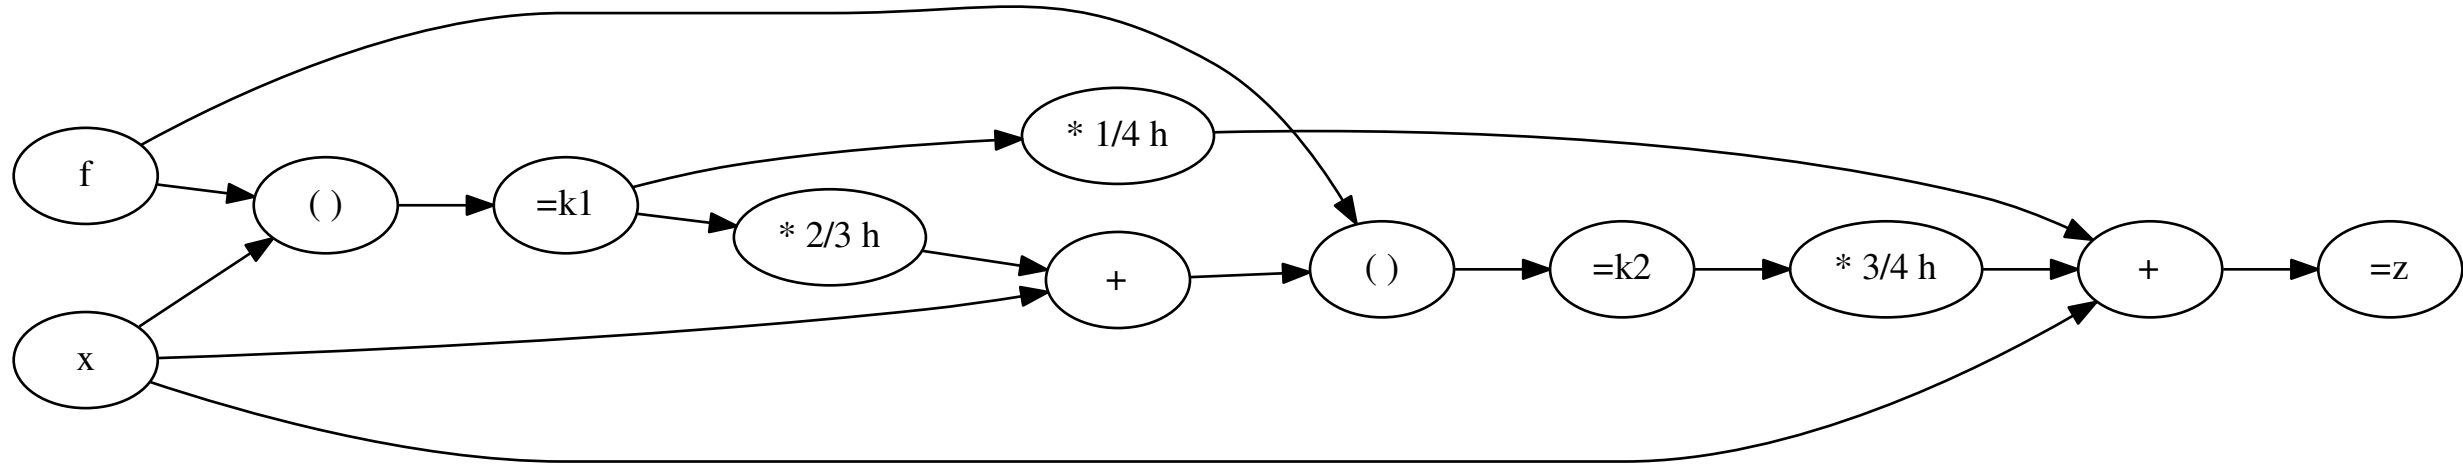 f
x
( )
=k1
* 1/4 h
* 2/3 h
+
( )
=k2
* 3/4 h
+
=z